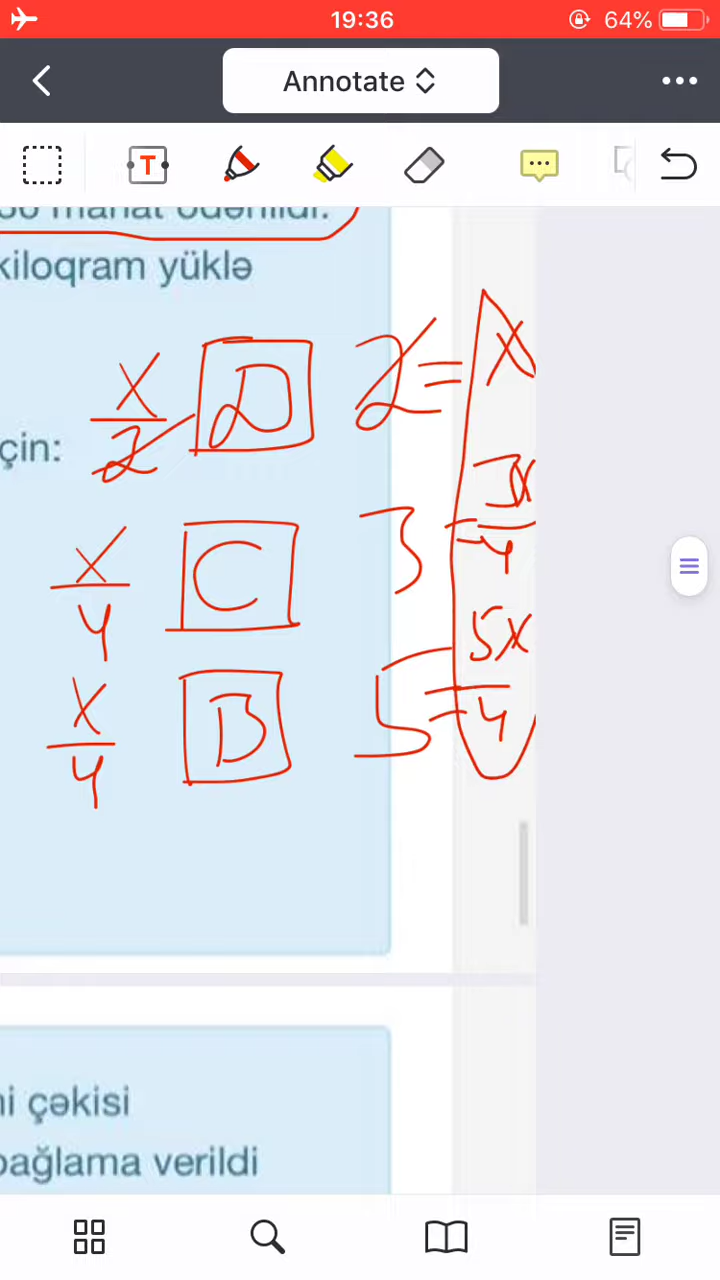 19:36
64%
Annotate
T
manat ödənildi.
kiloqram yüklə
x/2 D 2 = x
çin:
x/4 C 3 = 3x/4
x/4 B 5 = 5x/4
çəkisi
bağlama verildi